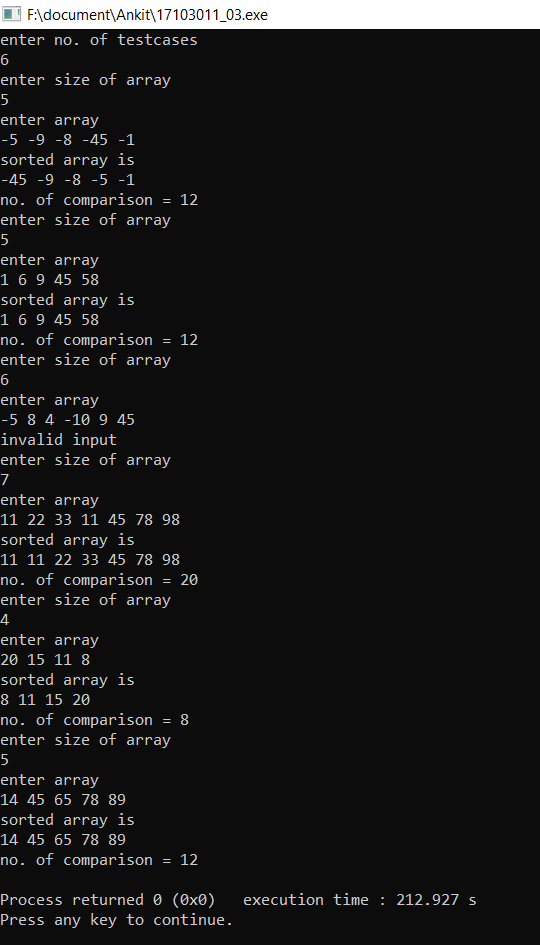 F:\document\Ankit\17103011_03.exe
enter no. of testcases
6
enter size of array
5
enter array
-5 -9 -8 -45 -1
sorted array is
-45 -9 -8 -5 -1
no. of comparison = 12
enter size of array
5
enter array
1 6 9 45 58
sorted array is
1 6 9 45 58
no. of comparison = 12
enter size of array
6
enter array
-5 8 4 -10 9 45
invalid input
enter size of array
7
enter array
11 22 33 11 45 78 98
sorted array is
11 11 22 33 45 78 98
no. of comparison = 20
enter size of array
4
enter array
20 15 11 8
sorted array is
8 11 15 20
no. of comparison = 8
enter size of array
5
enter array
14 45 65 78 89
sorted array is
14 45 65 78 89
no. of comparison = 12
Process returned 0 (0x0)   execution time : 212.927 s
Press any key to continue.